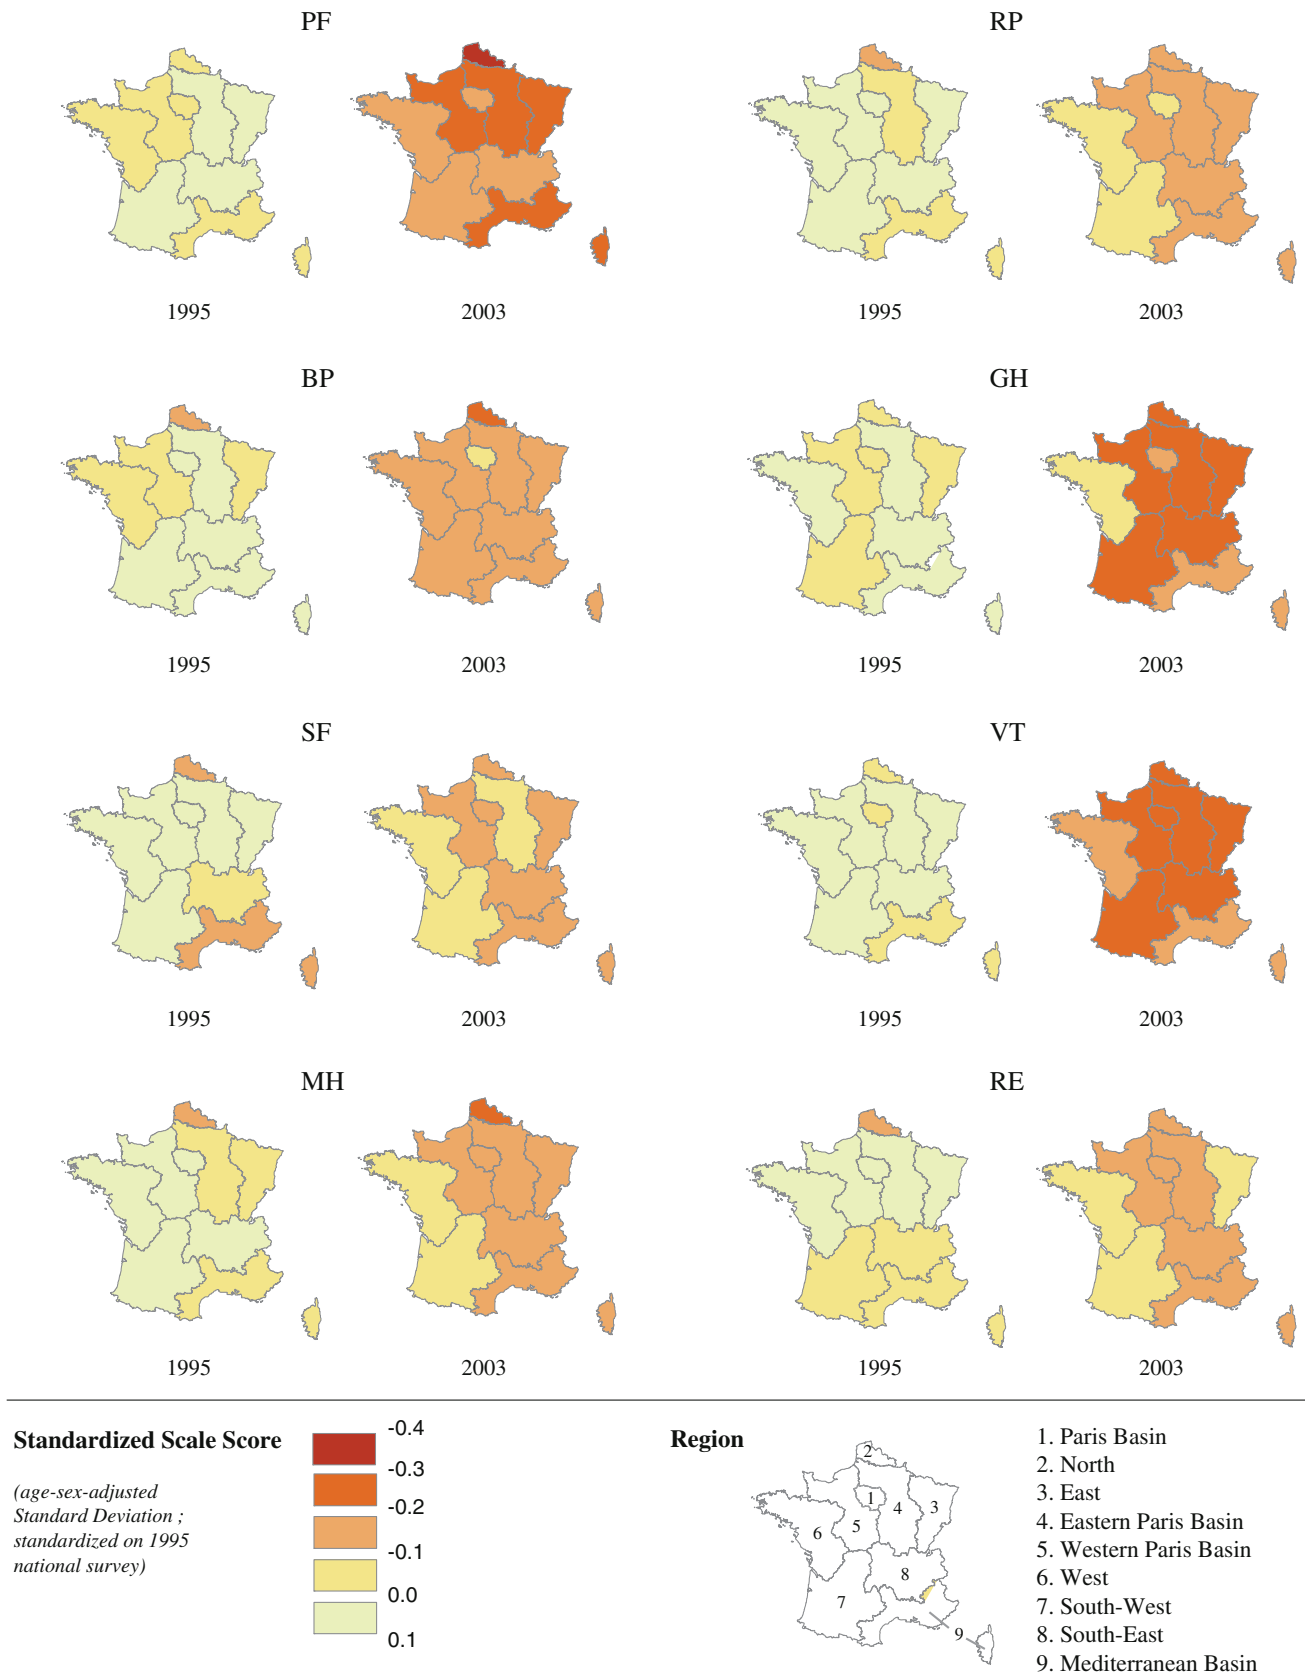 PF
RP
1995
2003
1995
2003
BP
GH
1995
2003
1995
2003
SF
VT
1995
2003
1995
2003
MH
RE
1995
2003
1995
2003
Standardized Scale Score
(age-sex-adjusted
Standard Deviation ;
standardized on 1995
national survey)
-0.4
-0.3
-0.2
-0.1
0.0
0.1
Region
2
1
4
3
6
5
8
7
9
1. Paris Basin
2. North
3. East
4. Eastern Paris Basin
5. Western Paris Basin
6. West
7. South-West
8. South-East
9. Mediterranean Basin